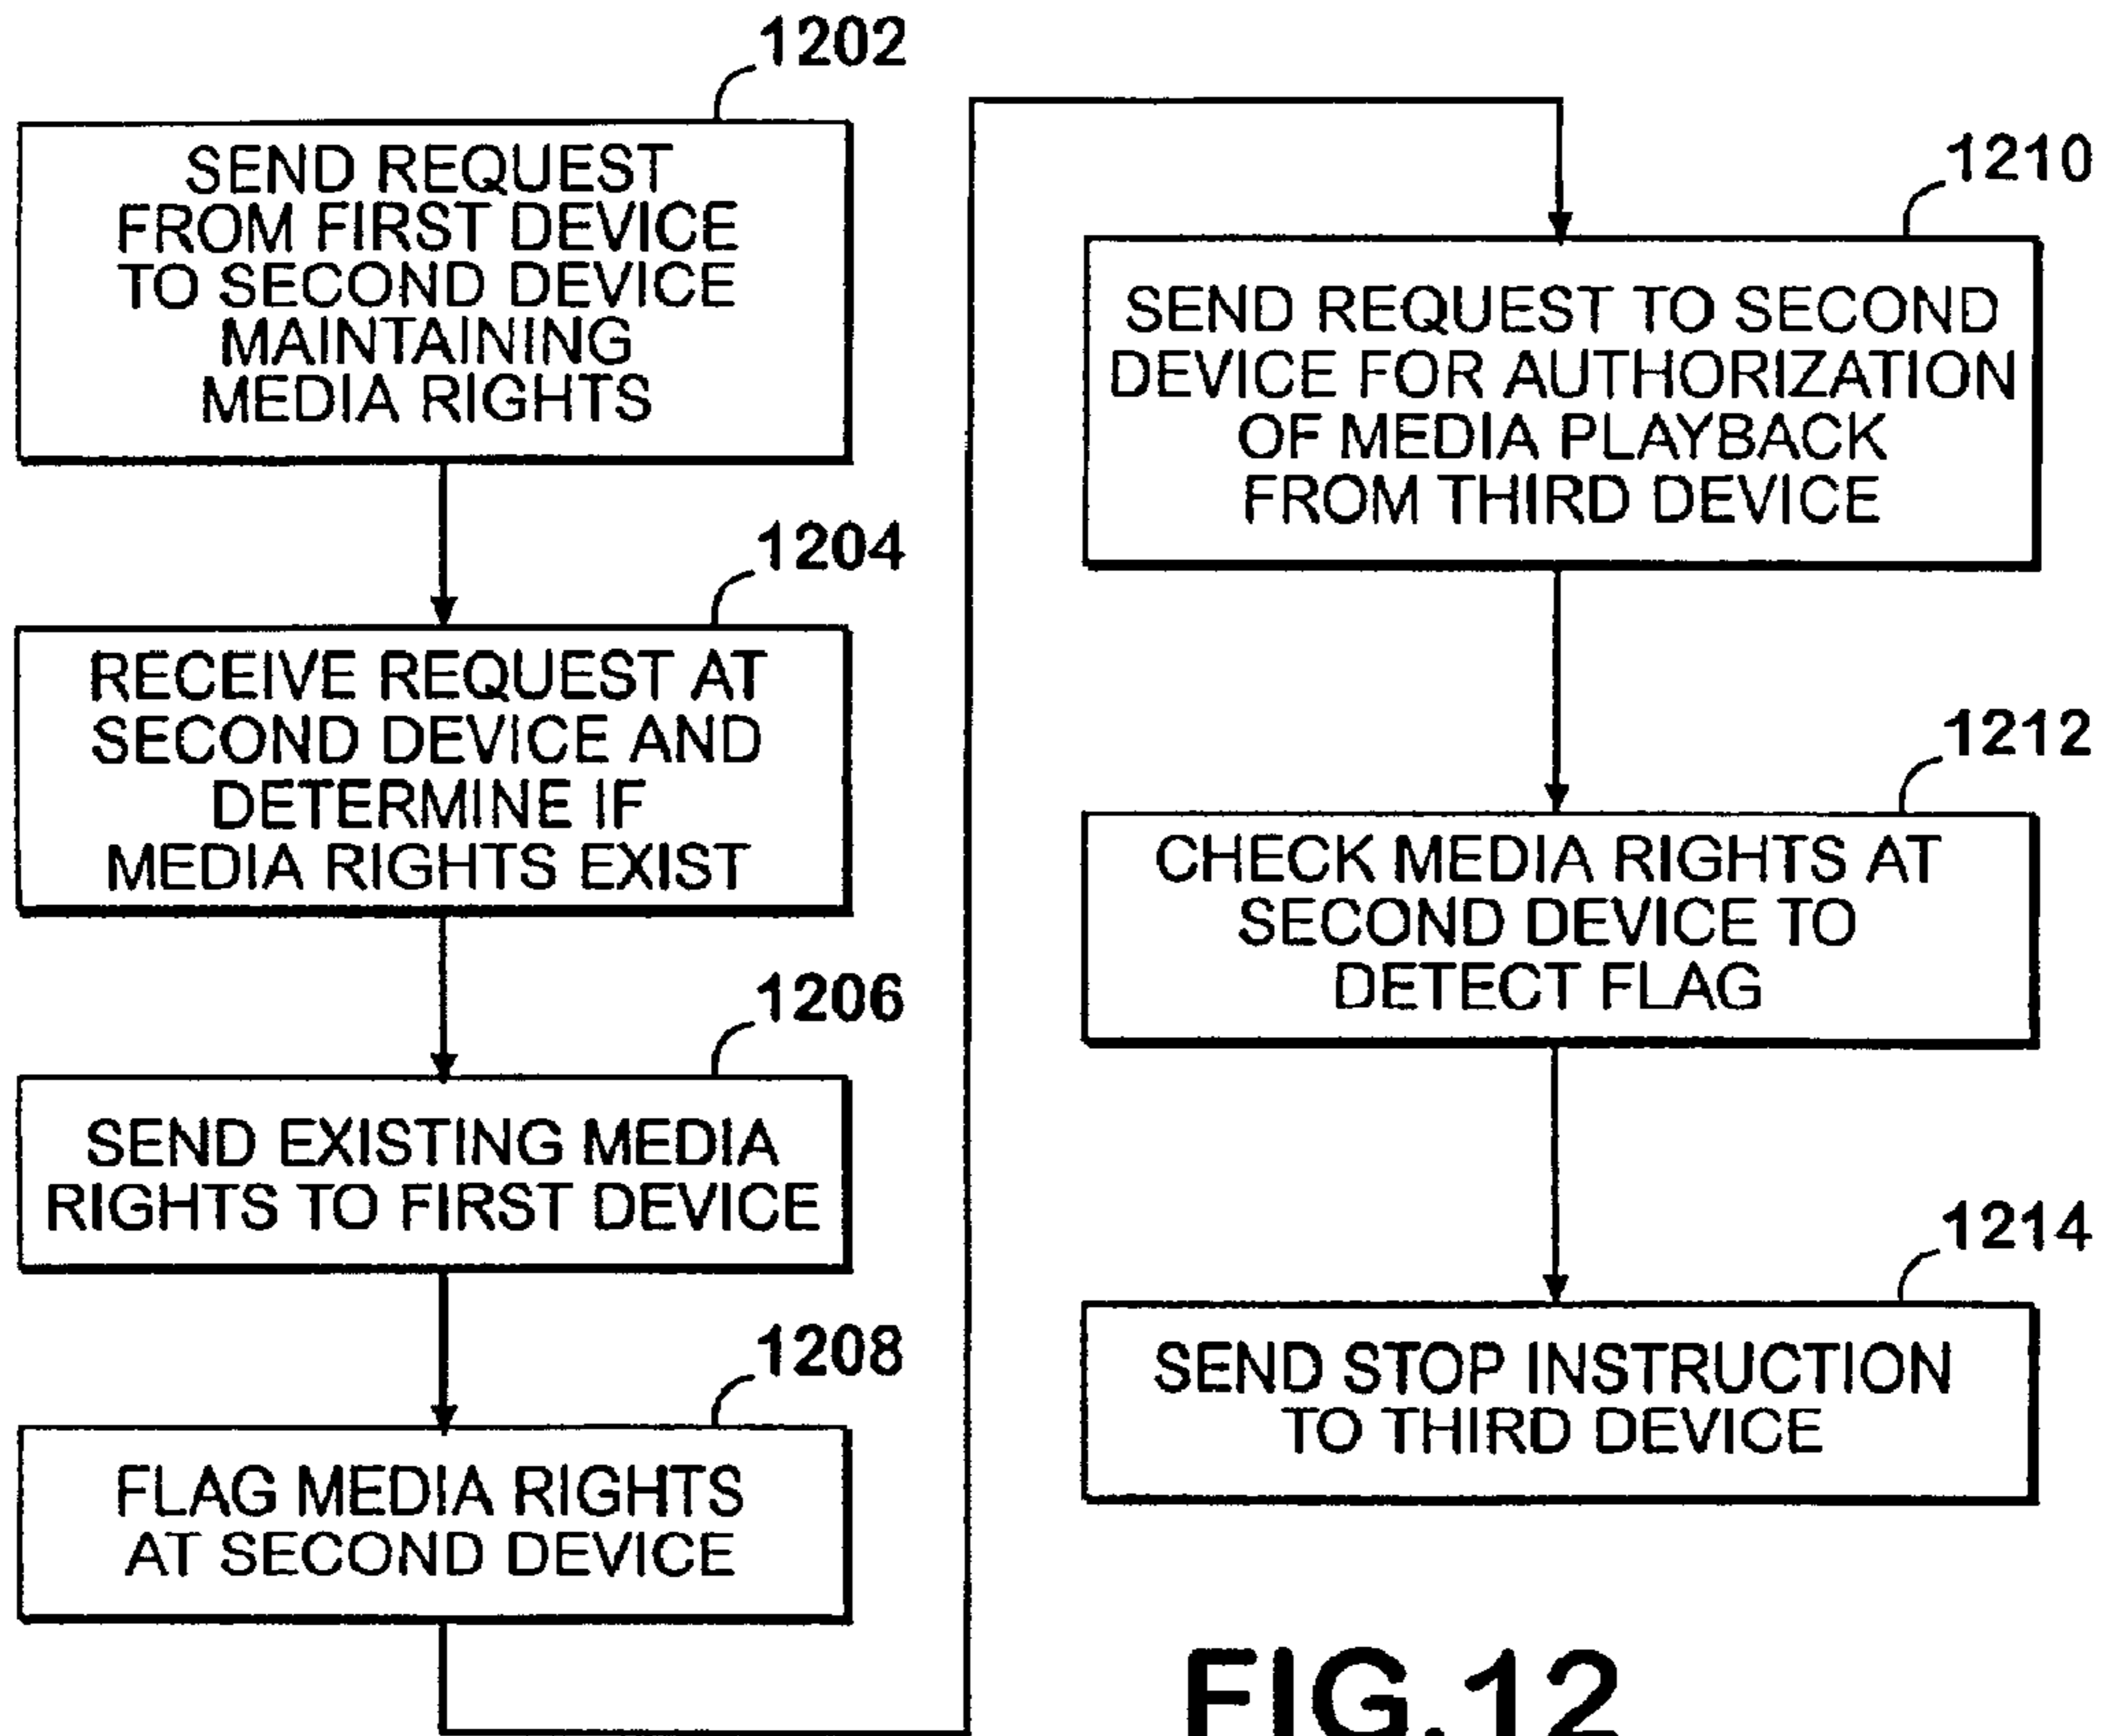 1202
SEND REQUEST
FROM FIRST DEVICE
TO SECOND DEVICE
MAINTAINING
MEDIA RIGHTS
1204
RECEIVE REQUEST AT
SECOND DEVICE AND
DETERMINE IF
MEDIA RIGHTS EXIST
1206
SEND EXISTING MEDIA
RIGHTS TO FIRST DEVICE
1208
FLAG MEDIA RIGHTS
AT SECOND DEVICE
1210
SEND REQUEST TO SECOND
DEVICE FOR AUTHORIZATION
OF MEDIA PLAYBACK
FROM THIRD DEVICE
1212
CHECK MEDIA RIGHTS AT
SECOND DEVICE TO
DETECT FLAG
1214
SEND STOP INSTRUCTION
TO THIRD DEVICE
FIG.12